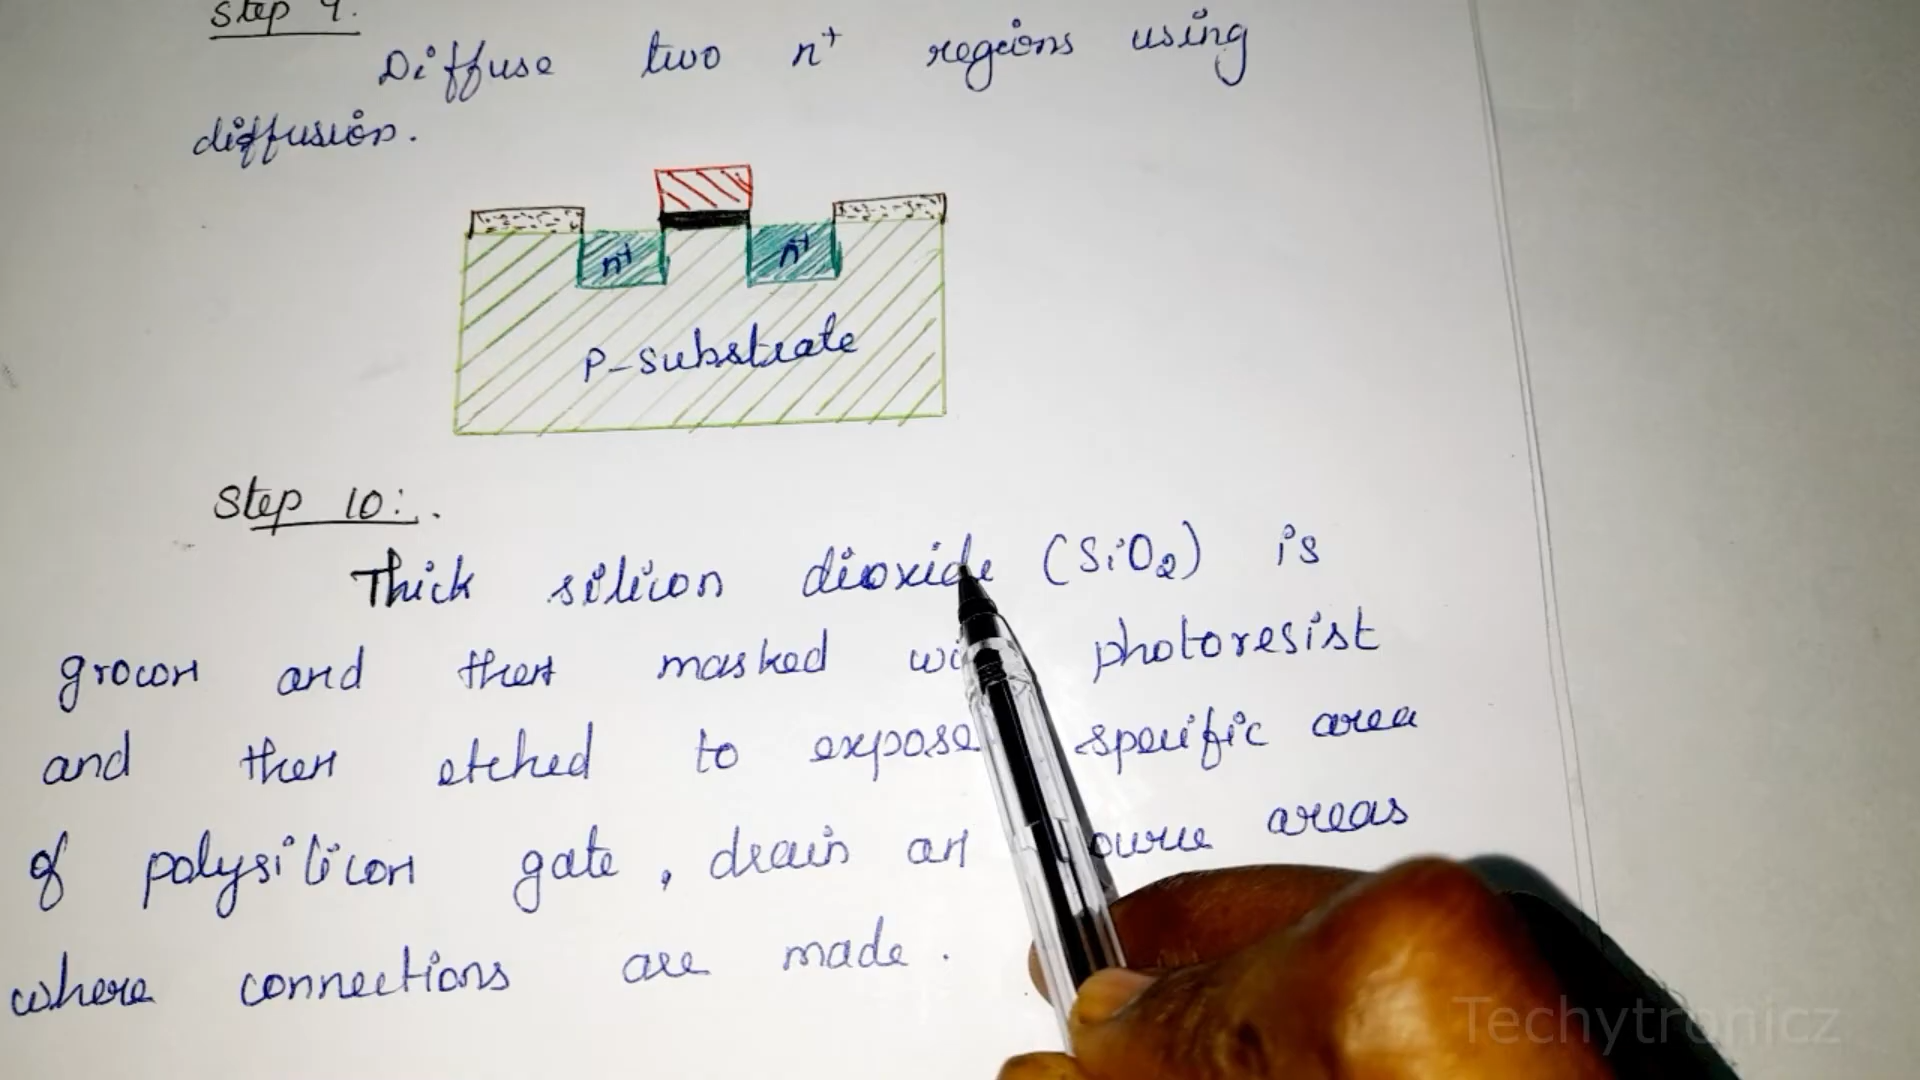 Step 9:
Diffuse two n+ regions using
diffusion.
n+ n+
P-substrate
Step 10:.
Thick silicon dioxide (SiO2) is
grown and then masked photoresist
and then etched to expose specific area
of polysilicon gate, drain areas
where connections are made.
Techytronicz